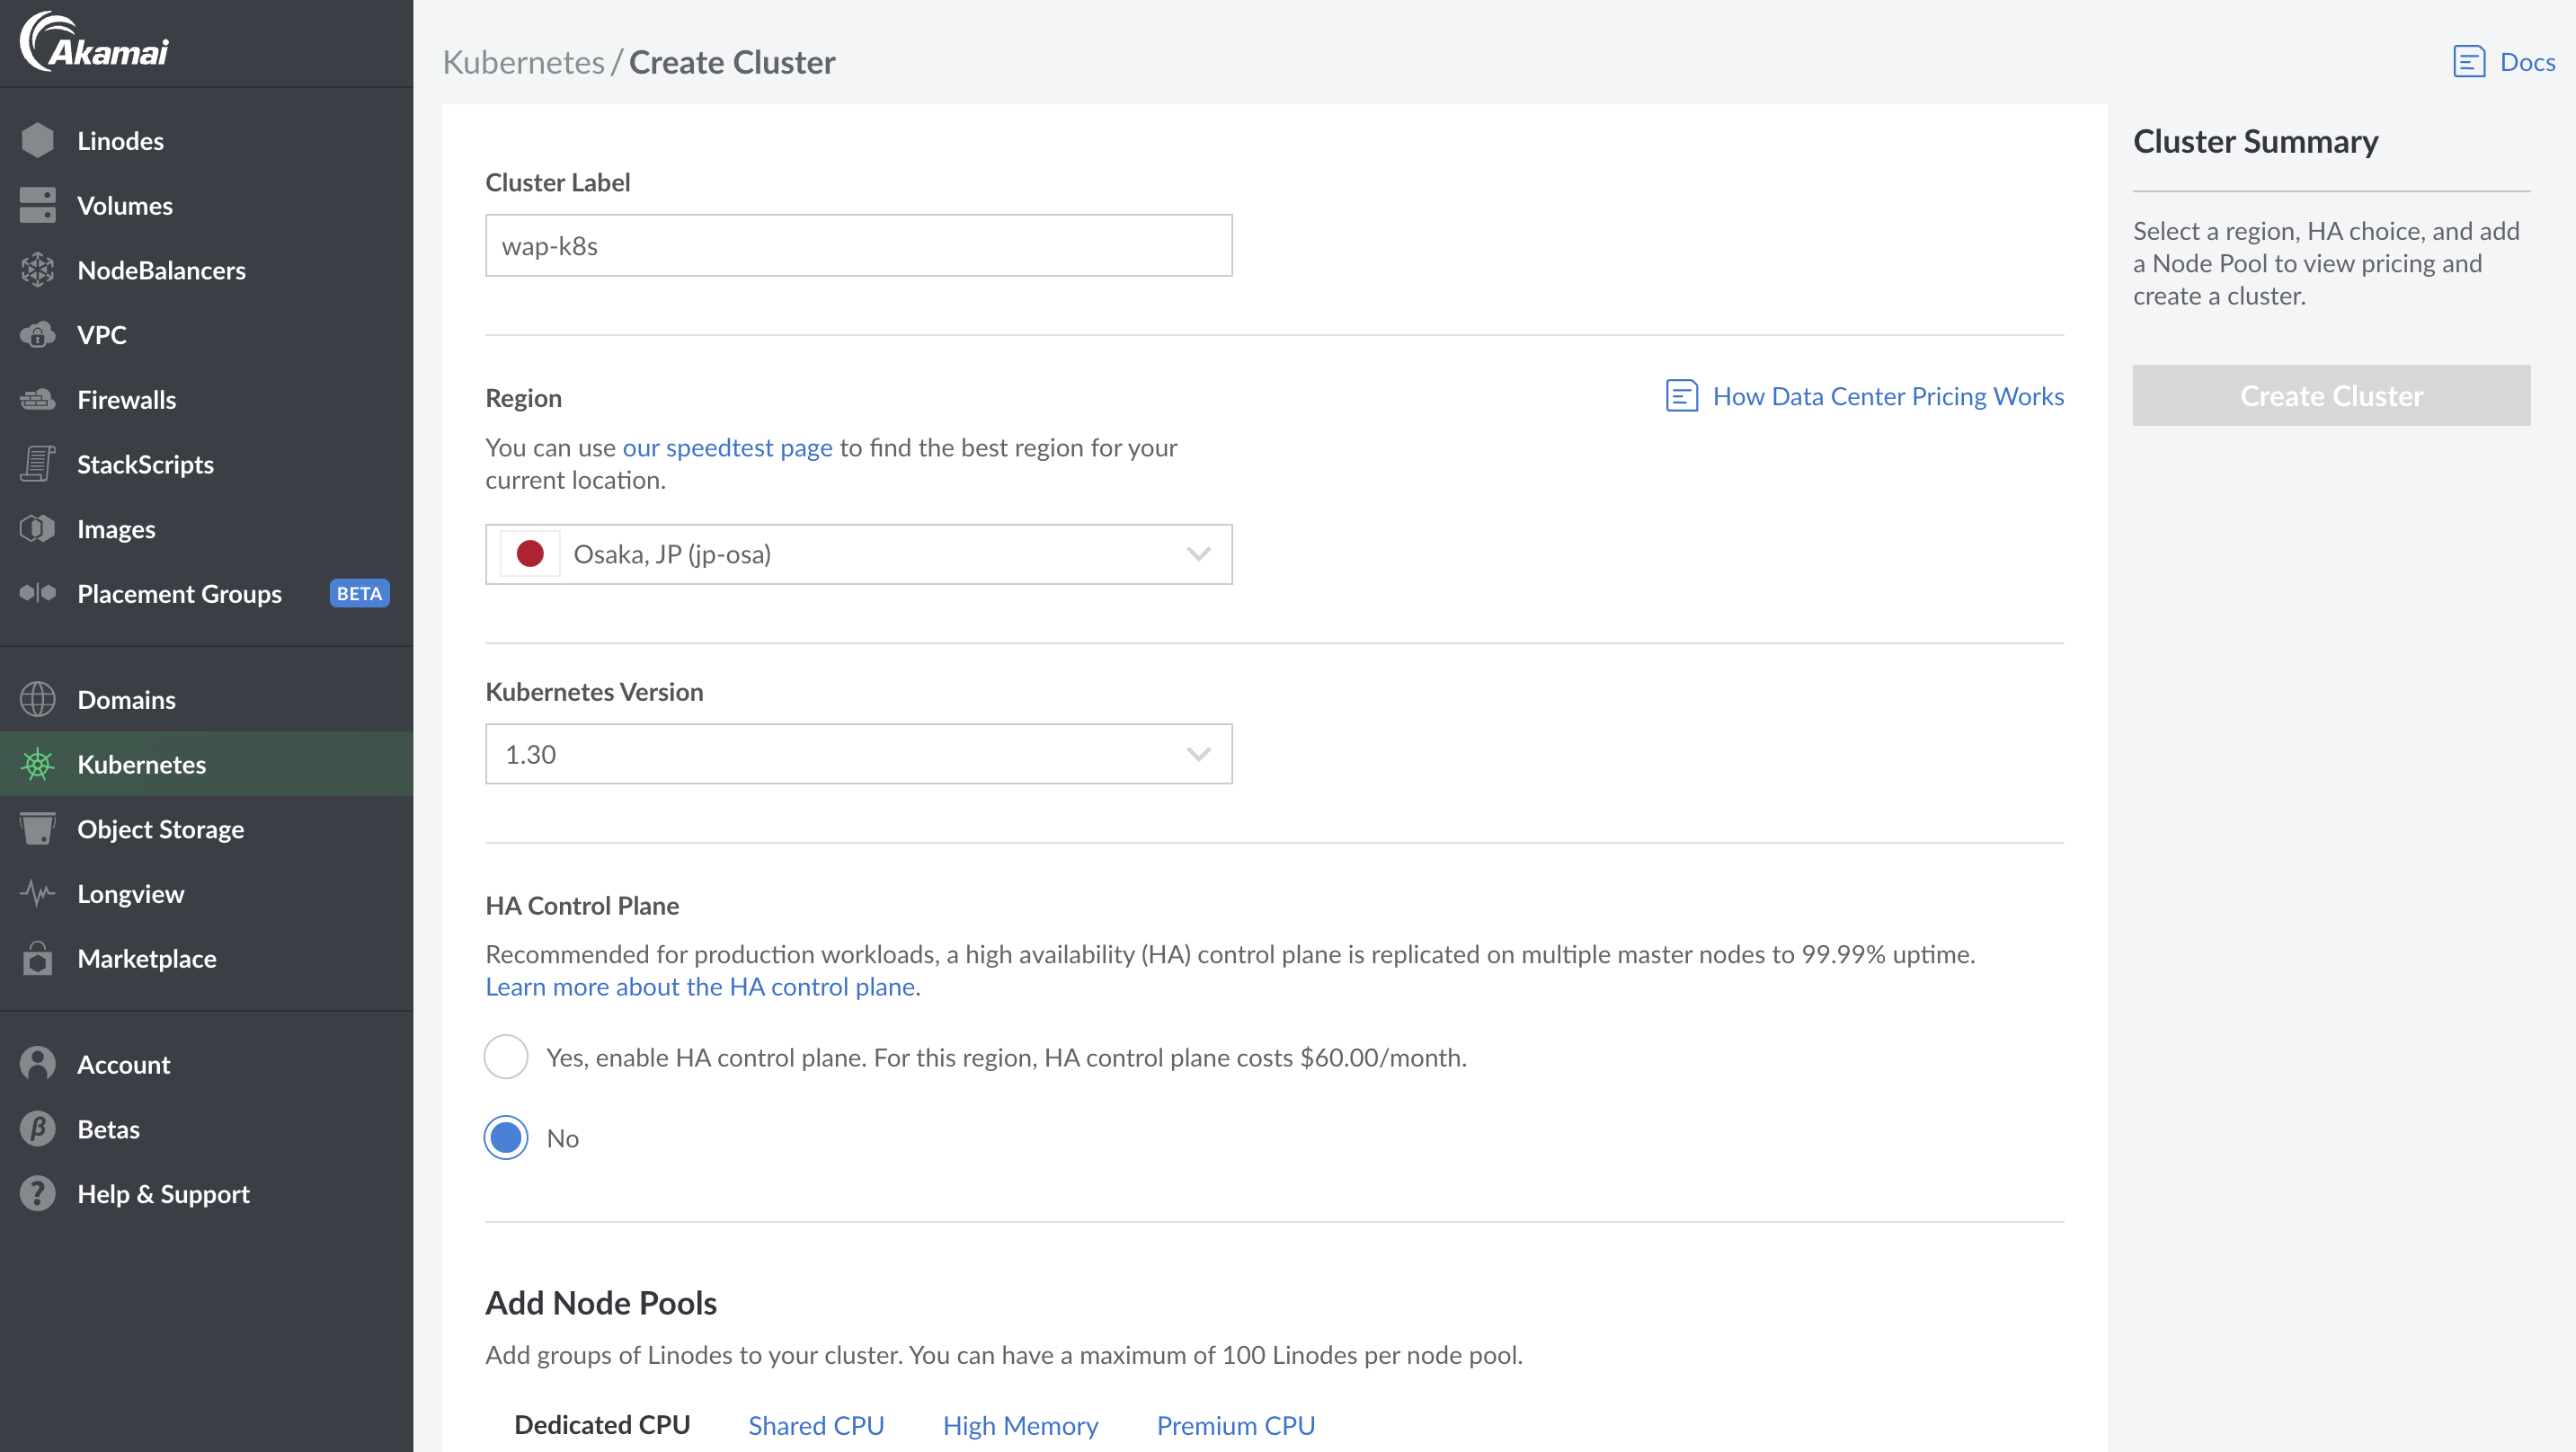 Akamai
Linodes
Volumes
NodeBalancers
VPC
Firewalls
StackScripts
Images
Placement Groups BETA
Domains
Kubernetes
Object Storage
Longview
Marketplace
Account
Betas
Help & Support
Kubernetes / Create Cluster
Docs
Cluster Label
wap-k8s
Region
How Data Center Pricing Works
You can use our speedtest page to find the best region for your
current location.
Osaka, JP (jp-osa)
Kubernetes Version
1.30
HA Control Plane
Recommended for production workloads, a high availability (HA) control plane is replicated on multiple master nodes to 99.99% uptime.
Learn more about the HA control plane.
Yes, enable HA control plane. For this region, HA control plane costs $60.00/month.
No
Add Node Pools
Add groups of Linodes to your cluster. You can have a maximum of 100 Linodes per node pool.
Dedicated CPU Shared CPU High Memory Premium CPU
Cluster Summary
Select a region, HA choice, and add
a Node Pool to view pricing and
create a cluster.
Create Cluster